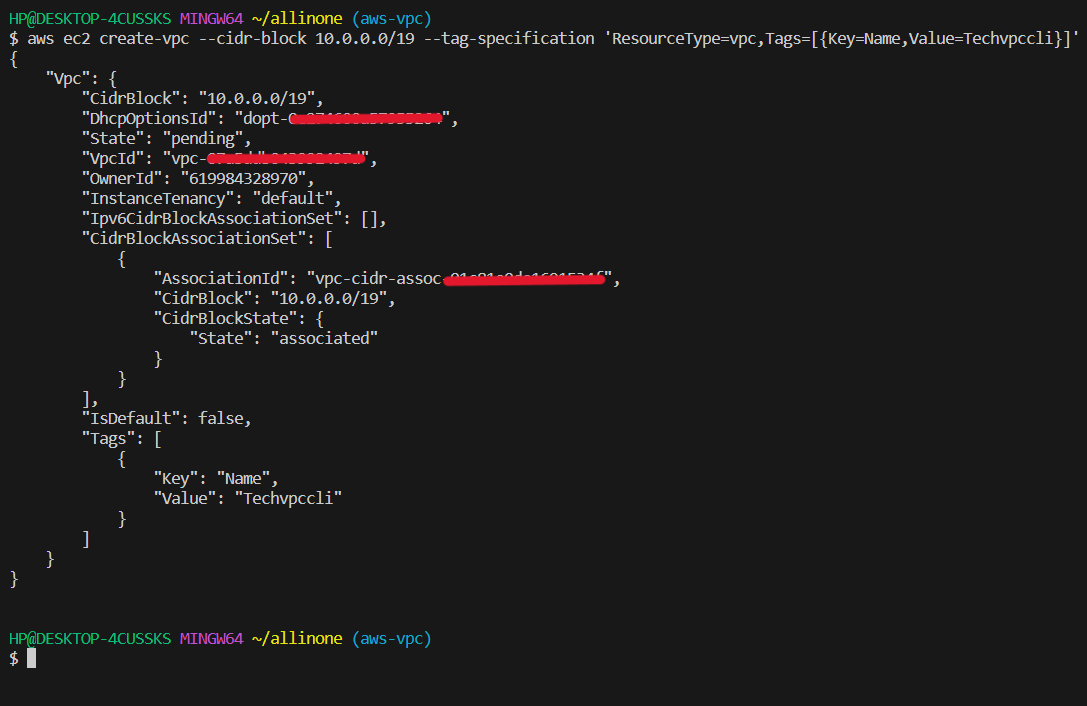 HP@DESKTOP-4CUSSKS MINGW64 ~/allinone (aws-vpc)
$ aws ec2 create-vpc --cidr-block 10.0.0.0/19 --tag-specification 'ResourceType=vpc,Tags=[{Key=Name,Value=Techvpccli}]'
{
    "Vpc": {
        "CidrBlock": "10.0.0.0/19",
        "DhcpOptionsId": "dopt-",
        "State": "pending",
        "VpcId": "vpc-",
        "OwnerId": "619984328970",
        "InstanceTenancy": "default",
        "Ipv6CidrBlockAssociationSet": [],
        "CidrBlockAssociationSet": [
            {
                "AssociationId": "vpc-cidr-assoc-",
                "CidrBlock": "10.0.0.0/19",
                "CidrBlockState": {
                    "State": "associated"
                }
            }
        ],
        "IsDefault": false,
        "Tags": [
            {
                "Key": "Name",
                "Value": "Techvpccli"
            }
        ]
    }
}
HP@DESKTOP-4CUSSKS MINGW64 ~/allinone (aws-vpc)
$